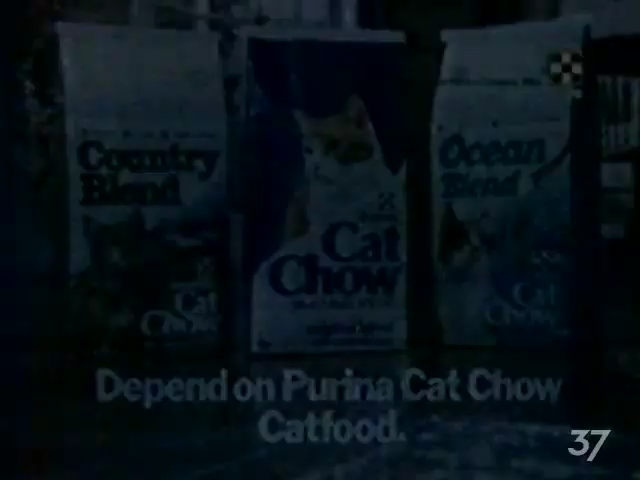 Country
Blend
Cat
Chow
Cat
Chow
Ocean
Blend
Cat
Chow
Depend on Purina Cat Chow
Catfood.
37